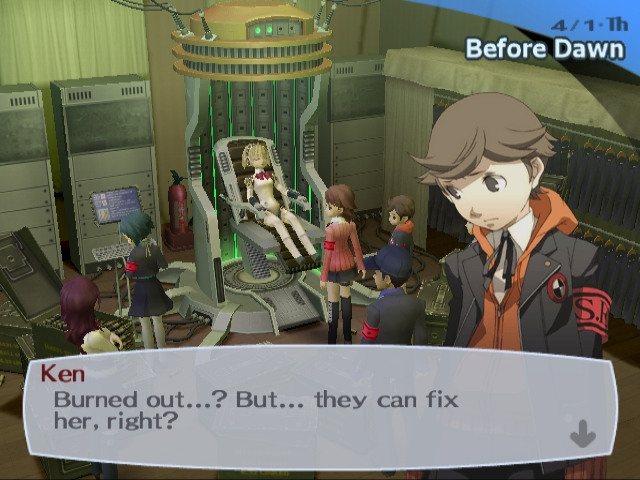 4/1·Th
Before Dawn
S.
Ken
Burned out...? But... they can fix
her, right?